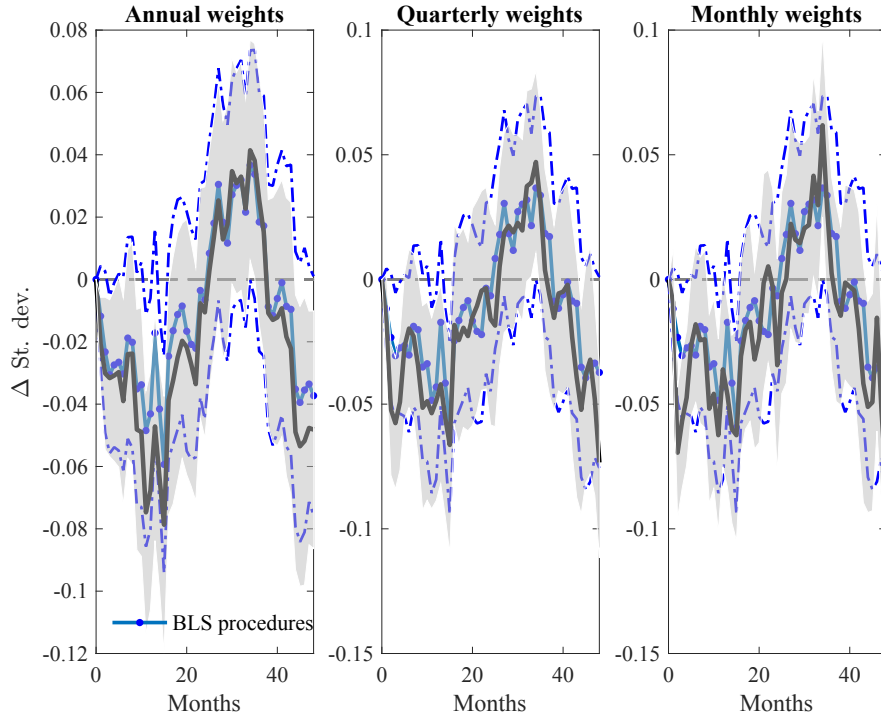 Annual weights
Quarterly weights
Monthly weights
Δ St. dev.
0.08
0.06
0.04
0.02
0
-0.02
-0.04
-0.06
-0.08
-0.1
-0.12
0.1
0.05
0
-0.05
-0.1
-0.15
0.1
0.05
0
-0.05
-0.1
-0.15
BLS procedures
0 20 40
0 20 40
0 20 40
Months
Months
Months